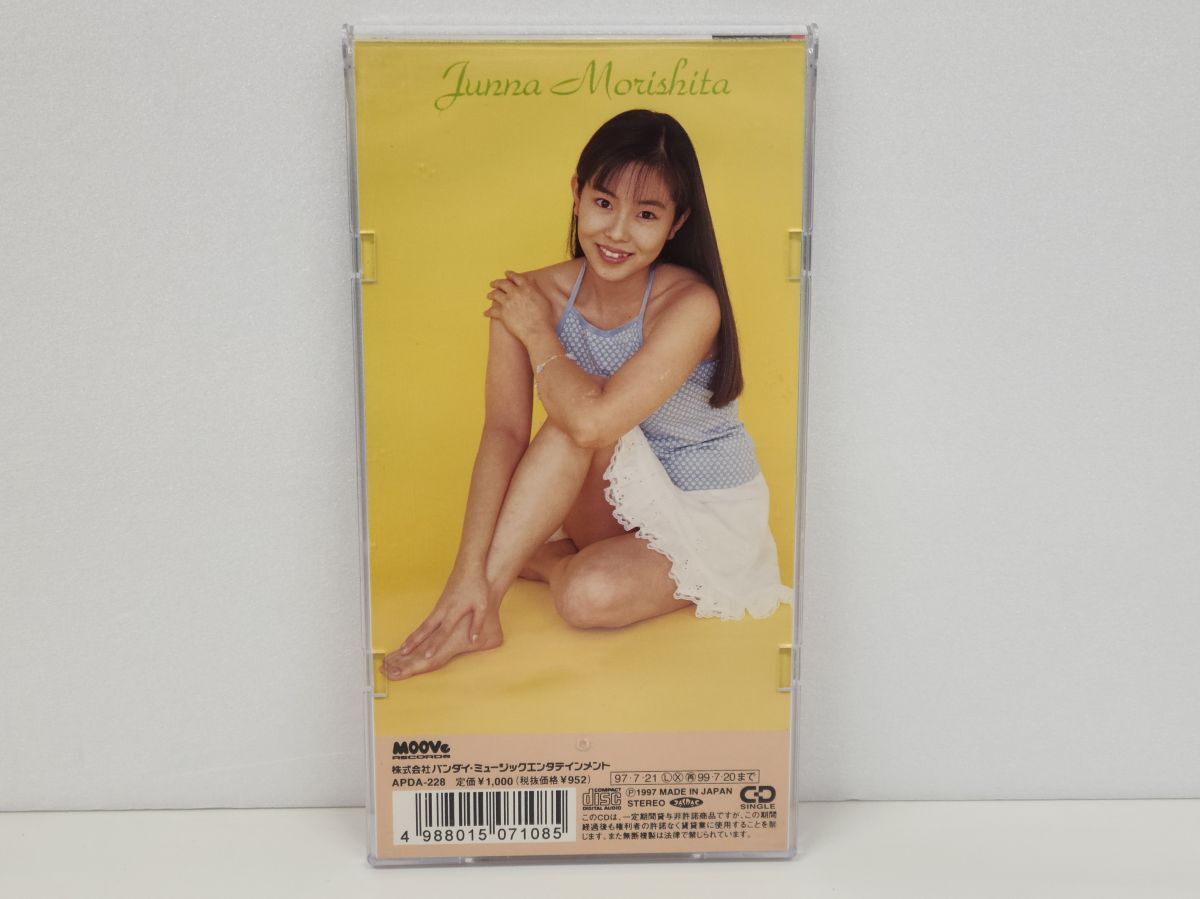 Junna Morishita
MOOVe
RECORDS
株式会社バンダイ・ミュージックエンタテインメント
APDA-228 定価¥1,000(税抜価格¥952)
97・7・21 Ⓛ Ⓧ 再 99・7・20まで
4 988015 071085
COMPACT
disc
DIGITAL AUDIO
Ⓟ1997 MADE IN JAPAN
STEREO JASRAC
CD
SINGLE
このCDは、一定期間貸与非許諾商品ですが、この期間
経過後も権利者の許諾なく賃貸業に使用することを禁
じます。また無断複製は法律で禁じられています。